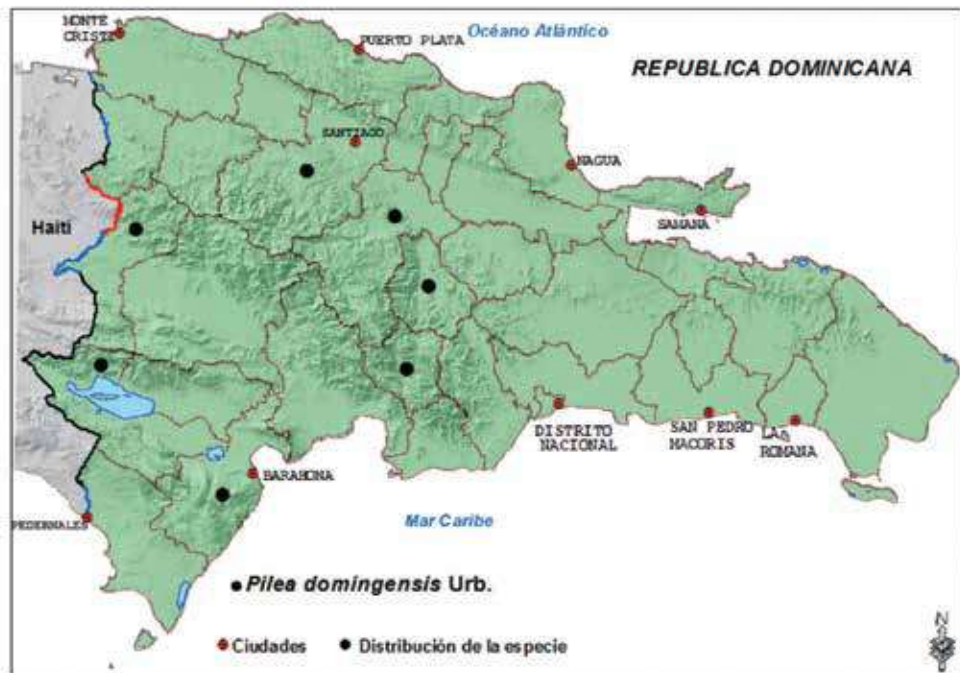 MONTE
CRISTI
PUERTO PLATA
Océano Atlántico
REPUBLICA DOMINICANA
SANTIAGO
NAGUA
SAMANA
Haití
DISTRITO
NACIONAL
SAN PEDRO
MACORIS
LA
ROMANA
BARAHONA
PEDERNALES
Mar Caribe
Pilea domingensis Urb.
Ciudades
Distribución de la especie
N